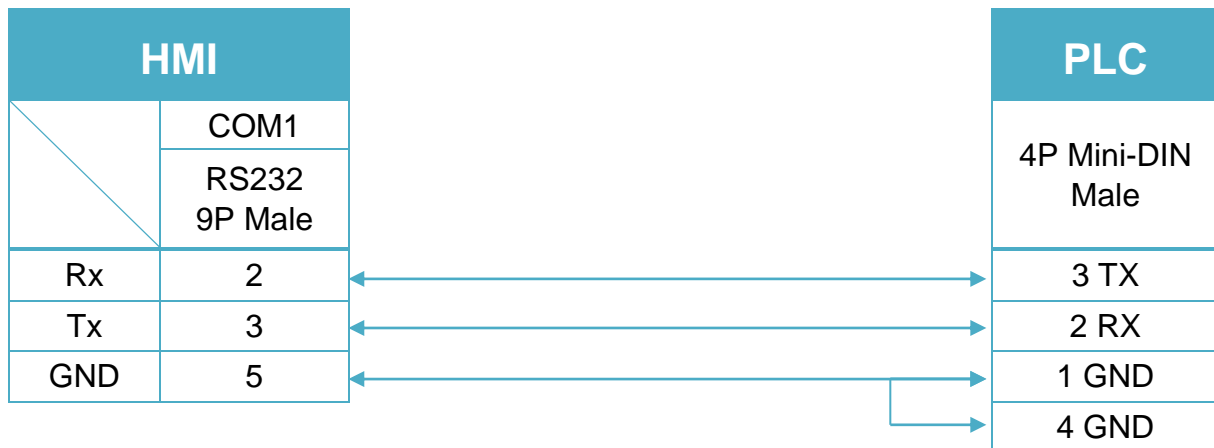 HMI
PLC
COM1
RS232
9P Male
4P Mini-DIN
Male
Rx 2 3 TX
Tx 3 2 RX
GND 5 1 GND
4 GND